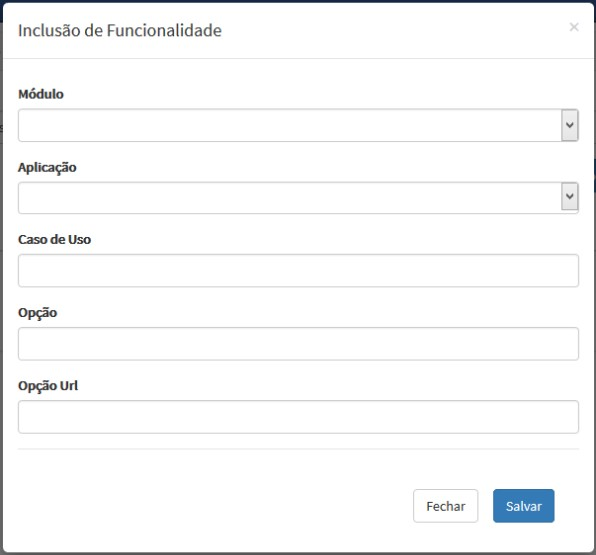 Inclusão de Funcionalidade ×
Módulo
Aplicação
Caso de Uso
Opção
Opção Url
Fechar Salvar